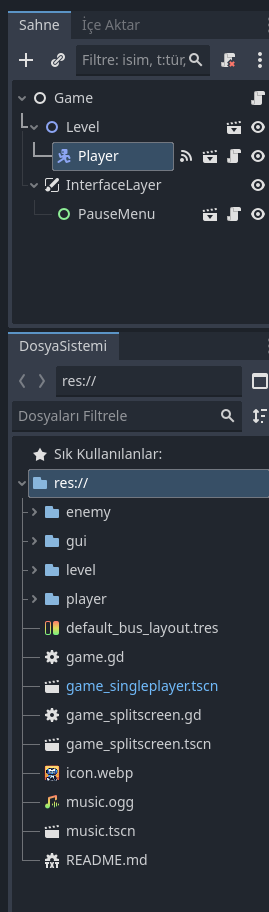 Sahne İçe Aktar
Filtre: isim, t:tür,
Game
Level
Player
InterfaceLayer
PauseMenu
DosyaSistemi
res://
Dosyaları Filtrele
Sık Kullanılanlar:
res://
enemy
gui
level
player
default_bus_layout.tres
game.gd
game_singleplayer.tscn
game_splitscreen.gd
game_splitscreen.tscn
icon.webp
music.ogg
music.tscn
README.md